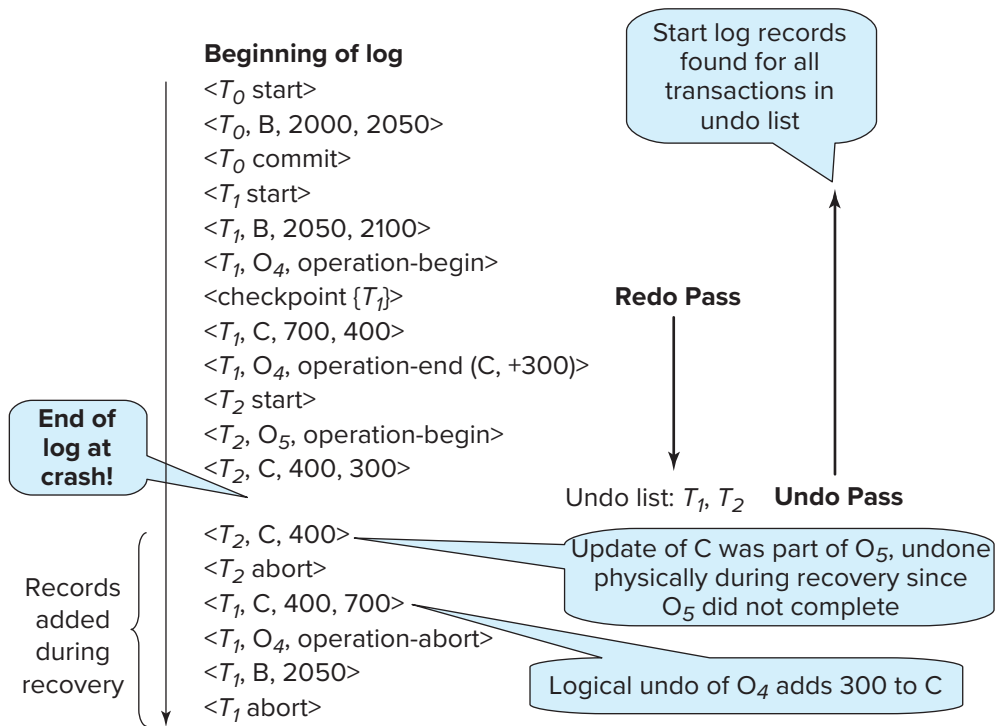 Beginning of log
<T0 start>
<T0, B, 2000, 2050>
<T0 commit>
<T1 start>
<T1, B, 2050, 2100>
<T1, O4, operation-begin>
<checkpoint {T1}>
<T1, C, 700, 400>
<T1, O4, operation-end (C, +300)>
<T2 start>
<T2, O5, operation-begin>
<T2, C, 400, 300>
End of
log at
crash!
<T2, C, 400>
<T2 abort>
<T1, C, 400, 700>
<T1, O4, operation-abort>
<T1, B, 2050>
<T1 abort>
Records
added
during
recovery
Start log records
found for all
transactions in
undo list
Redo Pass
Undo list: T1, T2
Undo Pass
Update of C was part of O5, undone
physically during recovery since
O5 did not complete
Logical undo of O4 adds 300 to C